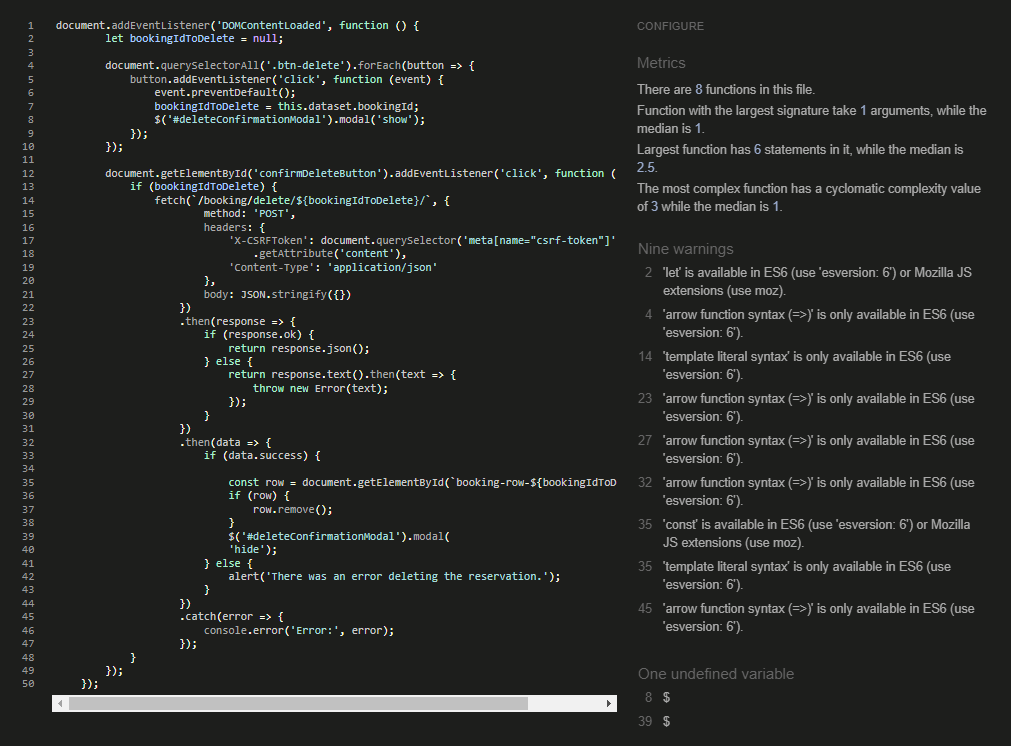 1 document.addEventListener('DOMContentLoaded', function () {
2 let bookingIdToDelete = null;
3
4 document.querySelectorAll('.btn-delete').forEach(button => {
5 button.addEventListener('click', function (event) {
6 event.preventDefault();
7 bookingIdToDelete = this.dataset.bookingId;
8 $('#deleteConfirmationModal').modal('show');
9 });
10 });
11
12 document.getElementById('confirmDeleteButton').addEventListener('click', function (
13 if (bookingIdToDelete) {
14 fetch(`/booking/delete/${bookingIdToDelete}/`, {
15 method: 'POST',
16 headers: {
17 'X-CSRFToken': document.querySelector('meta[name="csrf-token"]'
18 .getAttribute('content'),
19 'Content-Type': 'application/json'
20 },
21 body: JSON.stringify({})
22 })
23 .then(response => {
24 if (response.ok) {
25 return response.json();
26 } else {
27 return response.text().then(text => {
28 throw new Error(text);
29 });
30 }
31 })
32 .then(data => {
33 if (data.success) {
34
35 const row = document.getElementById(`booking-row-${bookingIdToD
36 if (row) {
37 row.remove();
38 }
39 $('#deleteConfirmationModal').modal(
40 'hide');
41 } else {
42 alert('There was an error deleting the reservation.');
43 }
44 })
45 .catch(error => {
46 console.error('Error:', error);
47 });
48 }
49 });
50 });
CONFIGURE
Metrics
There are 8 functions in this file.
Function with the largest signature take 1 arguments, while the
median is 1.
Largest function has 6 statements in it, while the median is
2.5.
The most complex function has a cyclomatic complexity value
of 3 while the median is 1.
Nine warnings
2 'let' is available in ES6 (use 'esversion: 6') or Mozilla JS
extensions (use moz).
4 'arrow function syntax (=>)' is only available in ES6 (use
'esversion: 6').
14 'template literal syntax' is only available in ES6 (use
'esversion: 6').
23 'arrow function syntax (=>)' is only available in ES6 (use
'esversion: 6').
27 'arrow function syntax (=>)' is only available in ES6 (use
'esversion: 6').
32 'arrow function syntax (=>)' is only available in ES6 (use
'esversion: 6').
35 'const' is available in ES6 (use 'esversion: 6') or Mozilla
JS extensions (use moz).
35 'template literal syntax' is only available in ES6 (use
'esversion: 6').
45 'arrow function syntax (=>)' is only available in ES6 (use
'esversion: 6').
One undefined variable
8 $
39 $